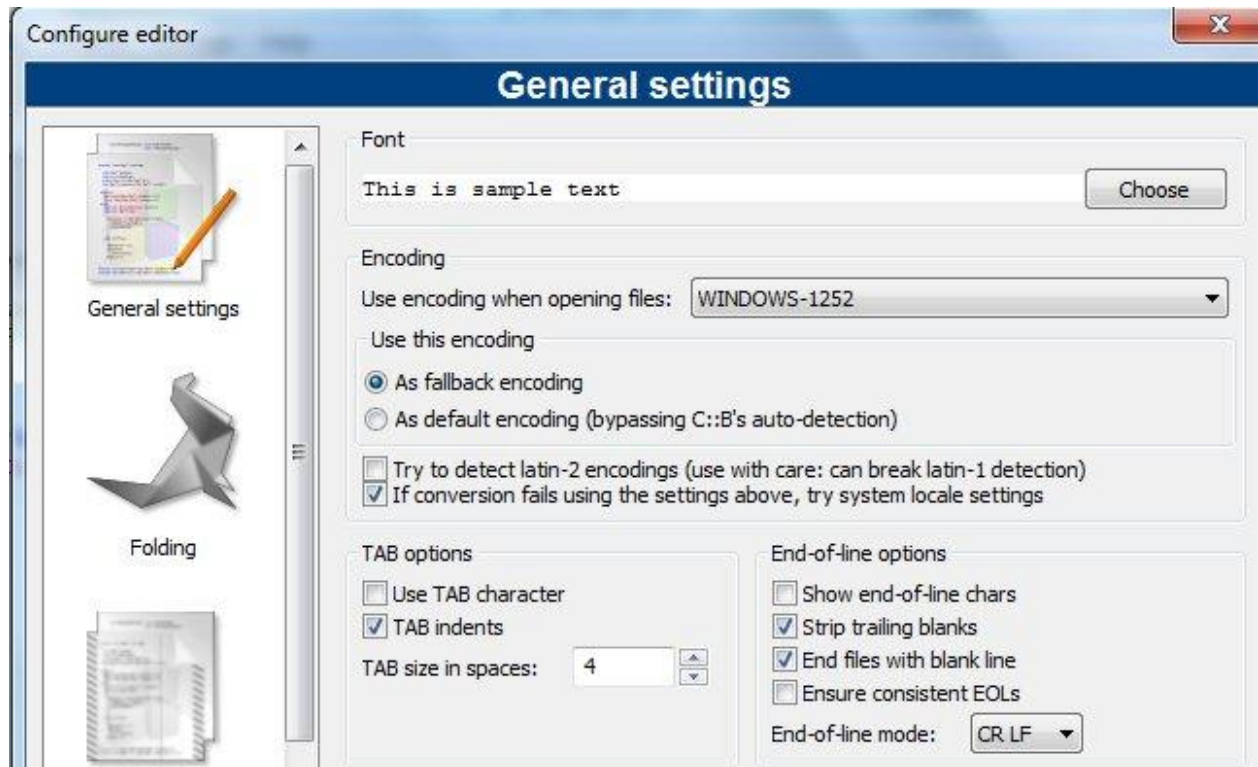 Configure editor
General settings
General settings
Folding
Font
This is sample text
Choose
Encoding
Use encoding when opening files: WINDOWS-1252
Use this encoding
As fallback encoding
As default encoding (bypassing C::B's auto-detection)
Try to detect latin-2 encodings (use with care: can break latin-1 detection)
If conversion fails using the settings above, try system locale settings
TAB options
Use TAB character
TAB indents
TAB size in spaces: 4
End-of-line options
Show end-of-line chars
Strip trailing blanks
End files with blank line
Ensure consistent EOLs
End-of-line mode: CR LF